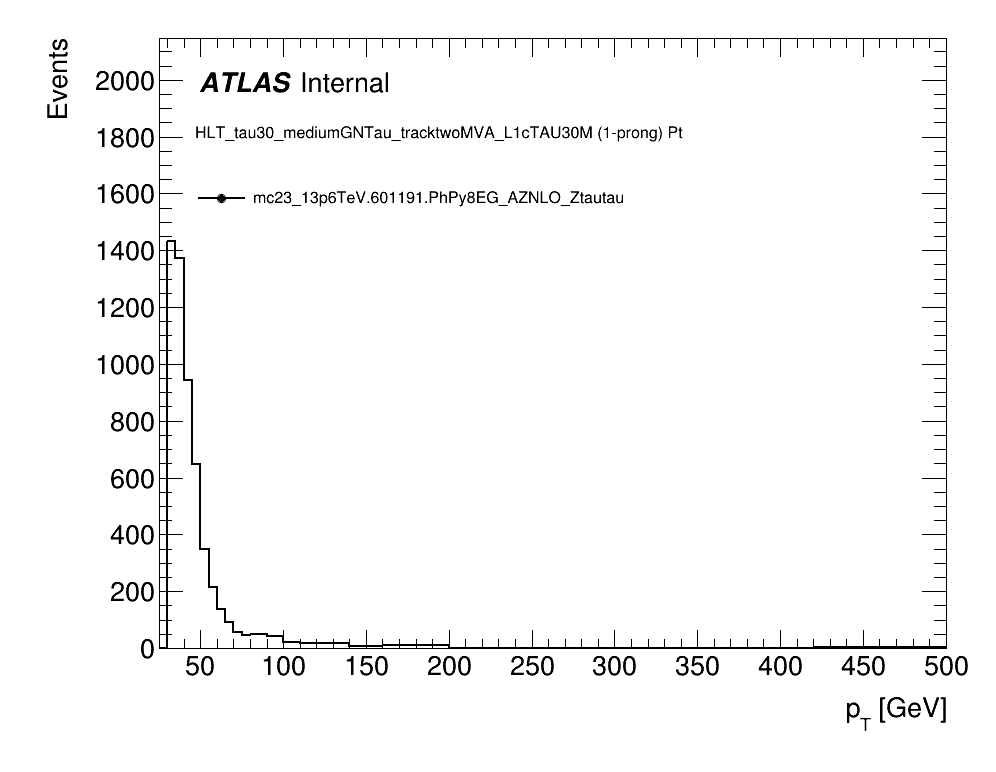 Events
ATLAS Internal
HLT_tau30_mediumGNTau_tracktwoMVA_L1cTAU30M (1-prong) Pt
mc23_13p6TeV.601191.PhPy8EG_AZNLO_Ztautau
2000
1800
1600
1400
1200
1000
800
600
400
200
0
50 100 150 200 250 300 350 400 450 500
p_T [GeV]